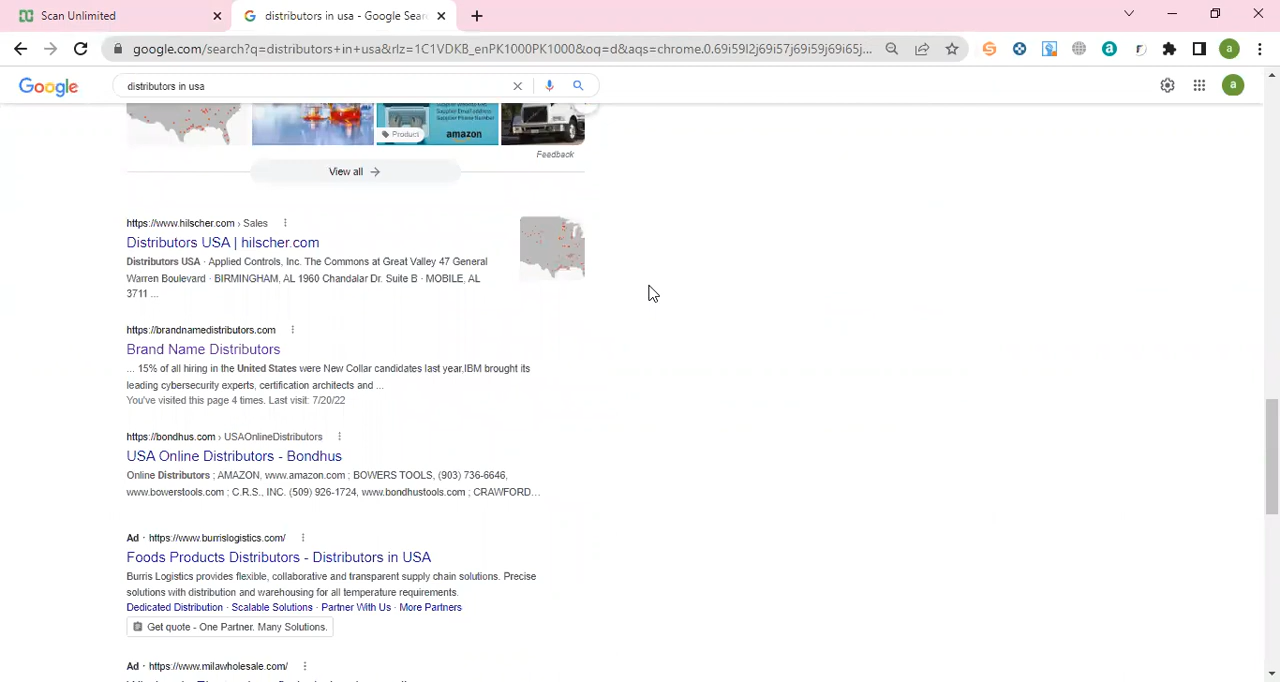 Scan Unlimited
distributors in usa - Google Sear
google.com/search?q=distributors+in+usa&rlz=1C1VDKB_enPK1000PK1000&oq=d&aqs=chrome.0.69i59l2j69i57j69i59j69i65j...
a
Google
distributors in usa
a
Product
amazon
Feedback
View all
https://www.hilscher.com › Sales
Distributors USA | hilscher.com
Distributors USA · Applied Controls, Inc. The Commons at Great Valley 47 General
Warren Boulevard · BIRMINGHAM, AL 1960 Chandalar Dr. Suite B · MOBILE, AL
3711 ...
https://brandnamedistributors.com
Brand Name Distributors
... 15% of all hiring in the United States were New Collar candidates last year,IBM brought its
leading cybersecurity experts, certification architects and ...
You've visited this page 4 times. Last visit: 7/20/22
https://bondhus.com › USAOnlineDistributors
USA Online Distributors - Bondhus
Online Distributors ; AMAZON, www.amazon.com ; BOWERS TOOLS, (903) 736-6646,
www.bowerstools.com ; C.R.S., INC. (509) 926-1724, www.bondhustools.com ; CRAWFORD...
Ad · https://www.burrislogistics.com/
Foods Products Distributors - Distributors in USA
Burris Logistics provides flexible, collaborative and transparent supply chain solutions. Precise
solutions with distribution and warehousing for all temperature requirements.
Dedicated Distribution · Scalable Solutions · Partner With Us · More Partners
Get quote - One Partner. Many Solutions.
Ad · https://www.milawholesale.com/